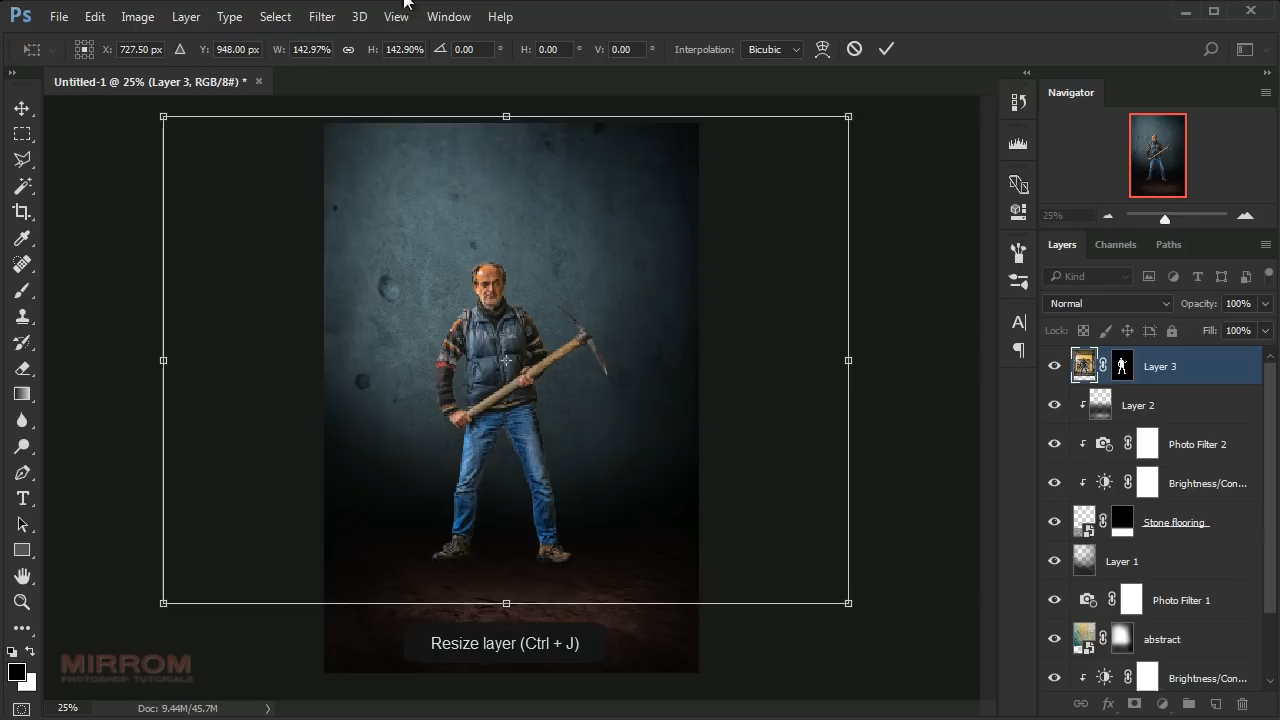 Ps File Edit Image Layer Type Select Filter 3D View Window Help
X: 727.50 px Y: 948.00 px W: 142.97% H: 142.90% 0.00 ° H: 0.00 ° V: 0.00 ° Interpolation: Bicubic
Untitled-1 @ 25% (Layer 3, RGB/8#) * ×
Navigator
25%
Layers Channels Paths
Kind
Normal Opacity: 100%
Lock: Fill: 100%
Layer 3
Layer 2
Photo Filter 2
Brightness/Con...
Stone flooring
Layer 1
Photo Filter 1
abstract
Brightness/Con...
Resize layer (Ctrl + J)
MIRROM
PHOTOSHOP TUTORIALS
25% Doc: 9.44M/45.7M